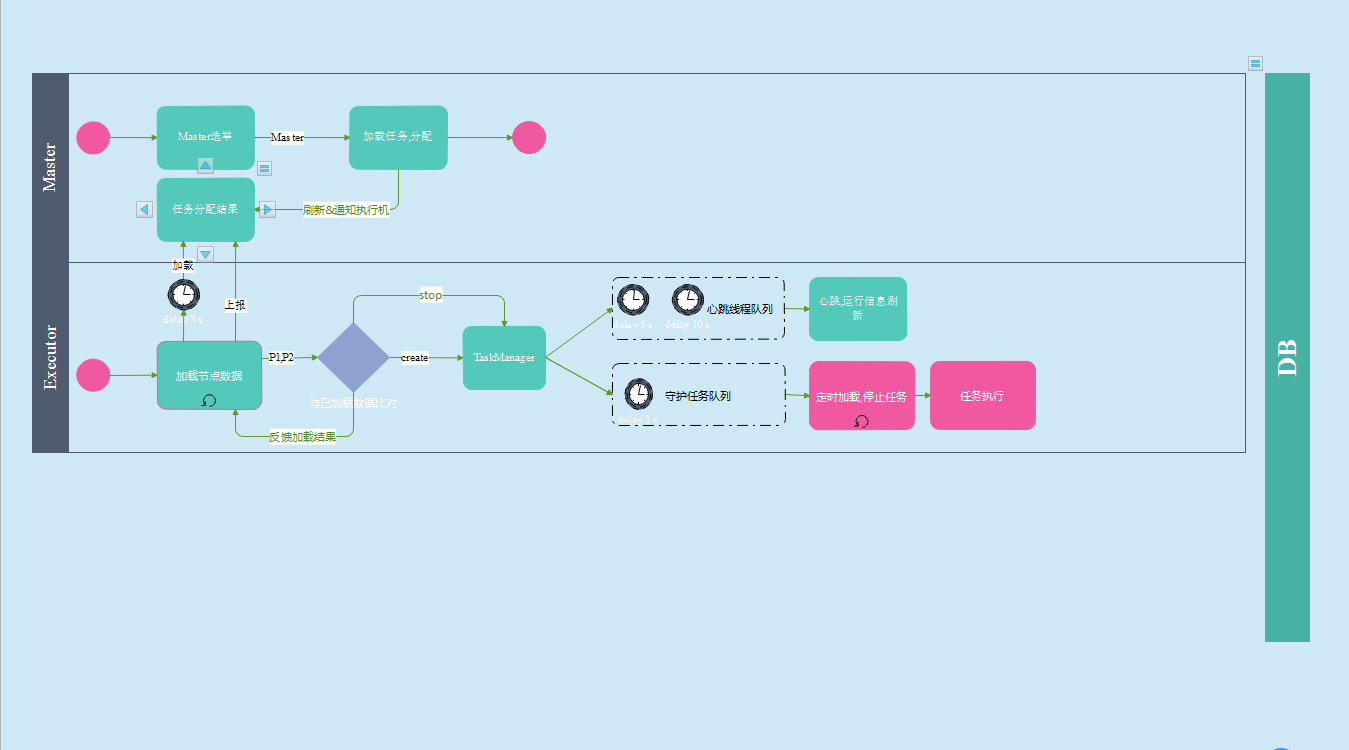 Master
Master选举
Master
加载任务,分配
任务分配结果
刷新&通知执行机
Executor
加载
delay 5 s
上报
加载节点数据
P1,P2
与已加载数据比对
反馈加载结果
stop
create
TaskManager
delay 5 s
delay 10 s
心跳线程队列
心跳,运行信息刷
新
delay 1 s
守护任务队列
定时加载,停止任务
任务执行
DB